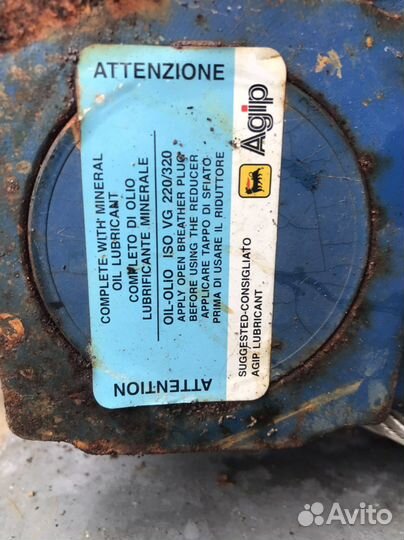 ATTENZIONE
COMPLETE WITH MINERAL
OIL LUBRICANT
COMPLETO DI OLIO
LUBRIFICANTE MINERALE
OIL-OLIO ISO VG 220/320
APPLY OPEN BREATHER PLUG
BEFORE USING THE REDUCER
APPLICARE TAPPO DI SFIATO
PRIMA DI USARE IL RIDUTTORE
ATTENTION
Agip
SUGGESTED-CONSIGLIATO
AGIP LUBRICANT
Avito